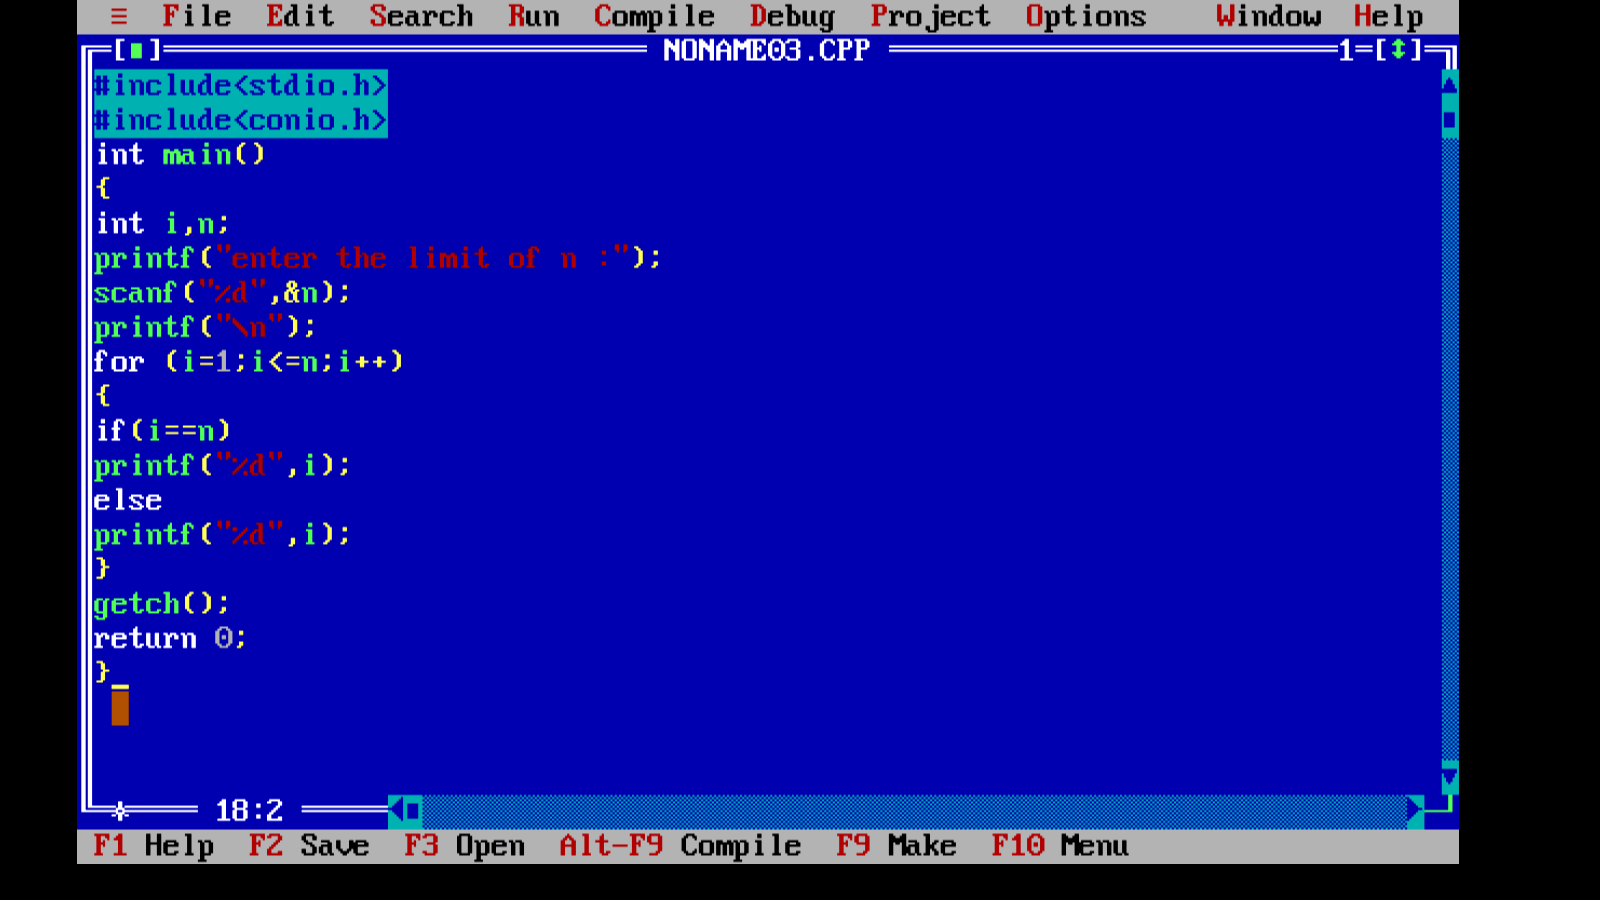 ≡ File Edit Search Run Compile Debug Project Options Window Help
[■] NONAME03.CPP 1=[↕]
#include<stdio.h>
#include<conio.h>
int main()
{
int i,n;
printf("enter the limit of n :");
scanf("%d",&n);
printf("\n");
for (i=1;i<=n;i++)
{
if(i==n)
printf("%d",i);
else
printf("%d",i);
}
getch();
return 0;
}
18:2
F1 Help F2 Save F3 Open Alt-F9 Compile F9 Make F10 Menu